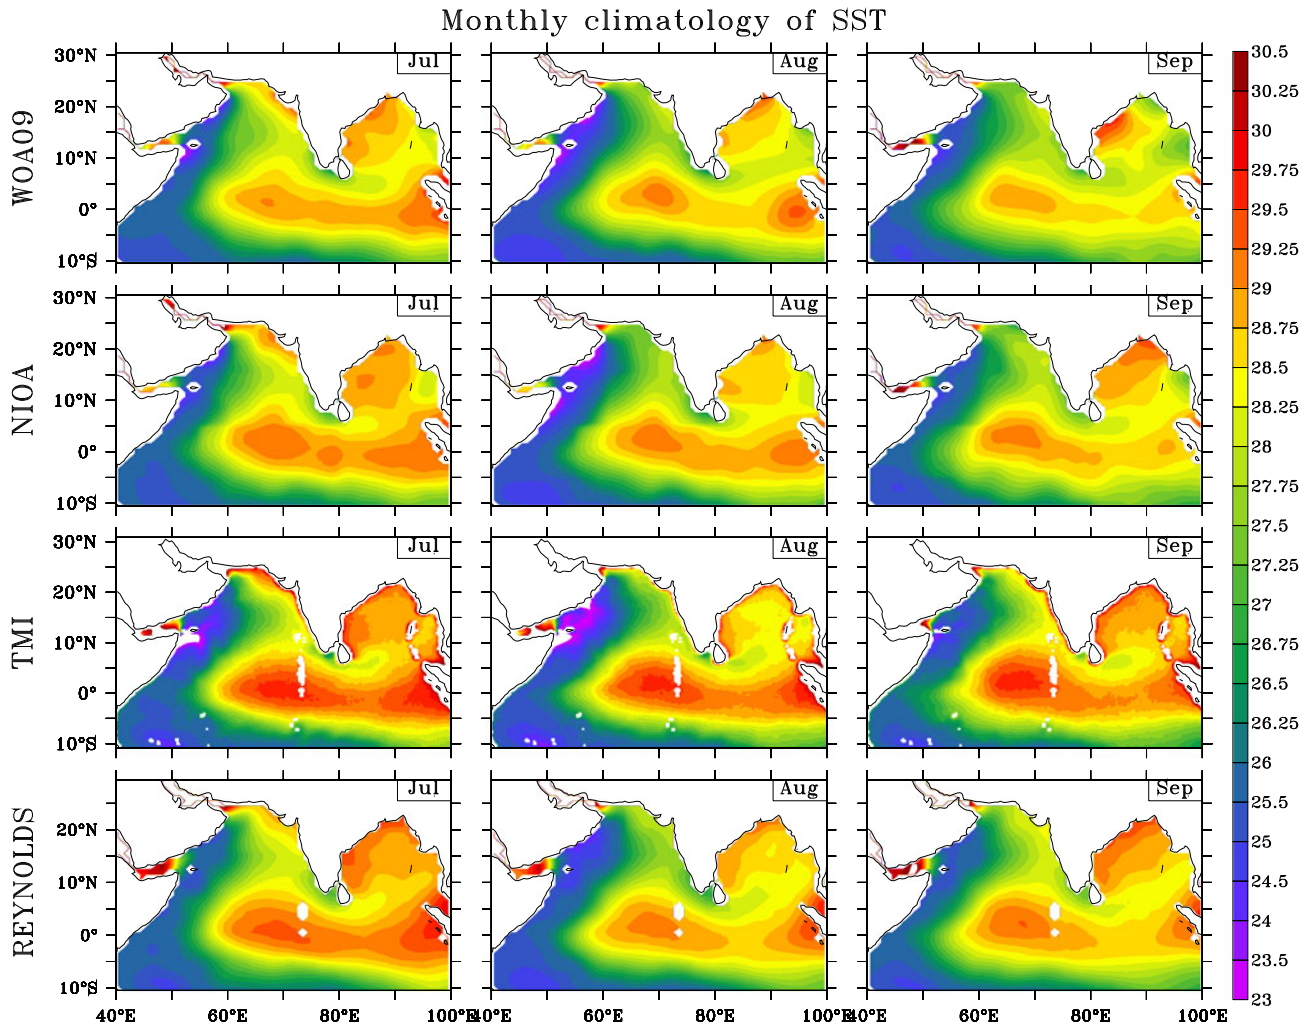 Monthly climatology of SST
WOA09
30°N
20°N
10°N
0°
10°S
Jul
Aug
Sep
NIOA
30°N
20°N
10°N
0°
10°S
Jul
Aug
Sep
TMI
30°N
20°N
10°N
0°
10°S
Jul
Aug
Sep
REYNOLDS
20°N
10°N
0°
10°S
Jul
Aug
Sep
40°E 60°E 80°E 100°E
40°E 60°E 80°E 100°E
40°E 60°E 80°E 100°E
30.5
30.25
30
29.75
29.5
29.25
29
28.75
28.5
28.25
28
27.75
27.5
27.25
27
26.75
26.5
26.25
26
25.5
25
24.5
24
23.5
23